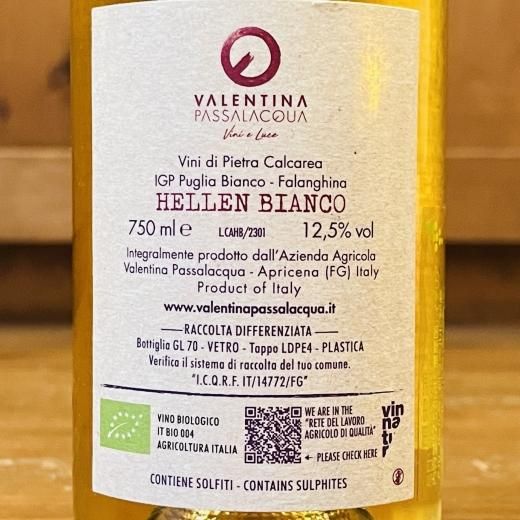 VALENTINA
PASSALACQUA
Vini e Luce
Vini di Pietra Calcarea
IGP Puglia Bianco - Falanghina
HELLEN BIANCO
750 ml e L.CAHB/2301 12,5% vol
Integralmente prodotto dall'Azienda Agricola
Valentina Passalacqua - Apricena (FG) Italy
Product of Italy
www.valentinapassalacqua.it
RACCOLTA DIFFERENZIATA
Bottiglia GL 70 - VETRO - Tappo LDPE4 - PLASTICA
Verifica il sistema di raccolta del tuo comune.
"I.C.Q.R.F. IT/14772/FG"
VINO BIOLOGICO
IT BIO 004
AGRICOLTURA ITALIA
WE ARE IN THE
"RETE DEL LAVORO
AGRICOLO DI QUALITA"
← PLEASE CHECK HERE
vin
na
tu
r
CONTIENE SOLFITI - CONTAINS SULPHITES